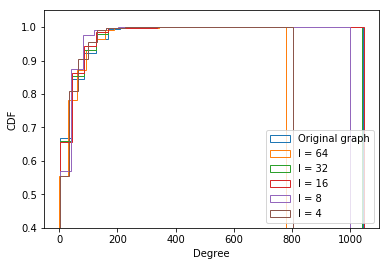 1.0
0.9
0.8
0.7
0.6
0.5
0.4
CDF
0
200
400
600
800
1000
Degree
Original graph
l = 64
l = 32
l = 16
l = 8
l = 4